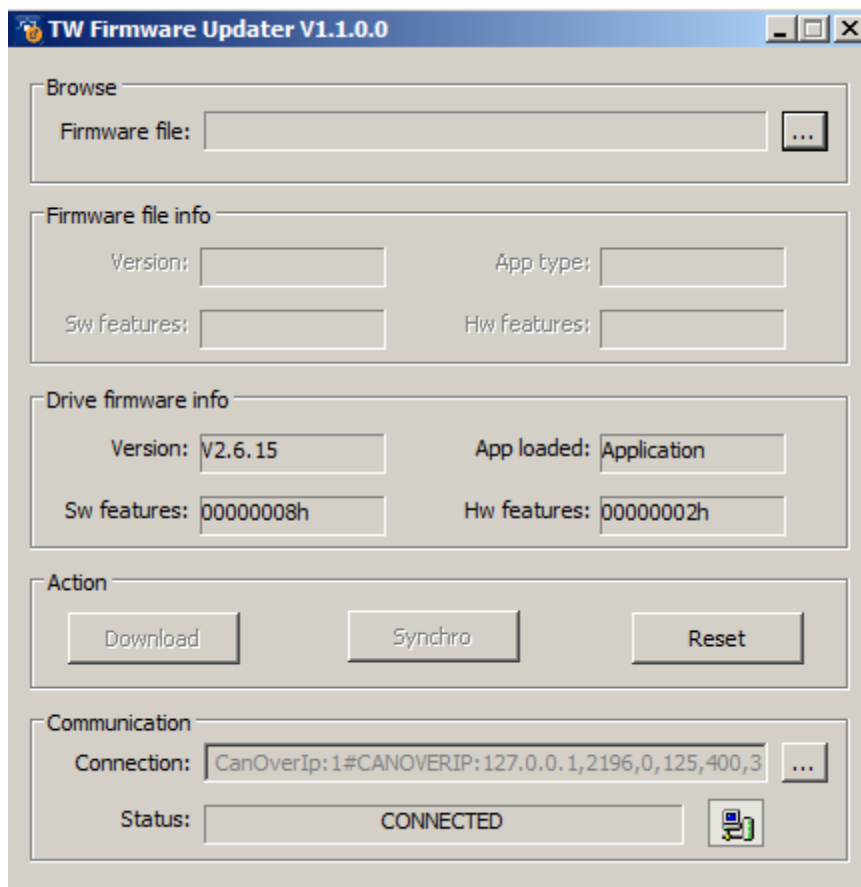 TW Firmware Updater V1.1.0.0
Browse
Firmware file: ...
Firmware file info
Version: App type:
Sw features: Hw features:
Drive firmware info
Version: V2.6.15 App loaded: Application
Sw features: 00000008h Hw features: 00000002h
Action
Download Synchro Reset
Communication
Connection: CanOverIp:1#CANOVERIP:127.0.0.1,2196,0,125,400,3 ...
Status: CONNECTED